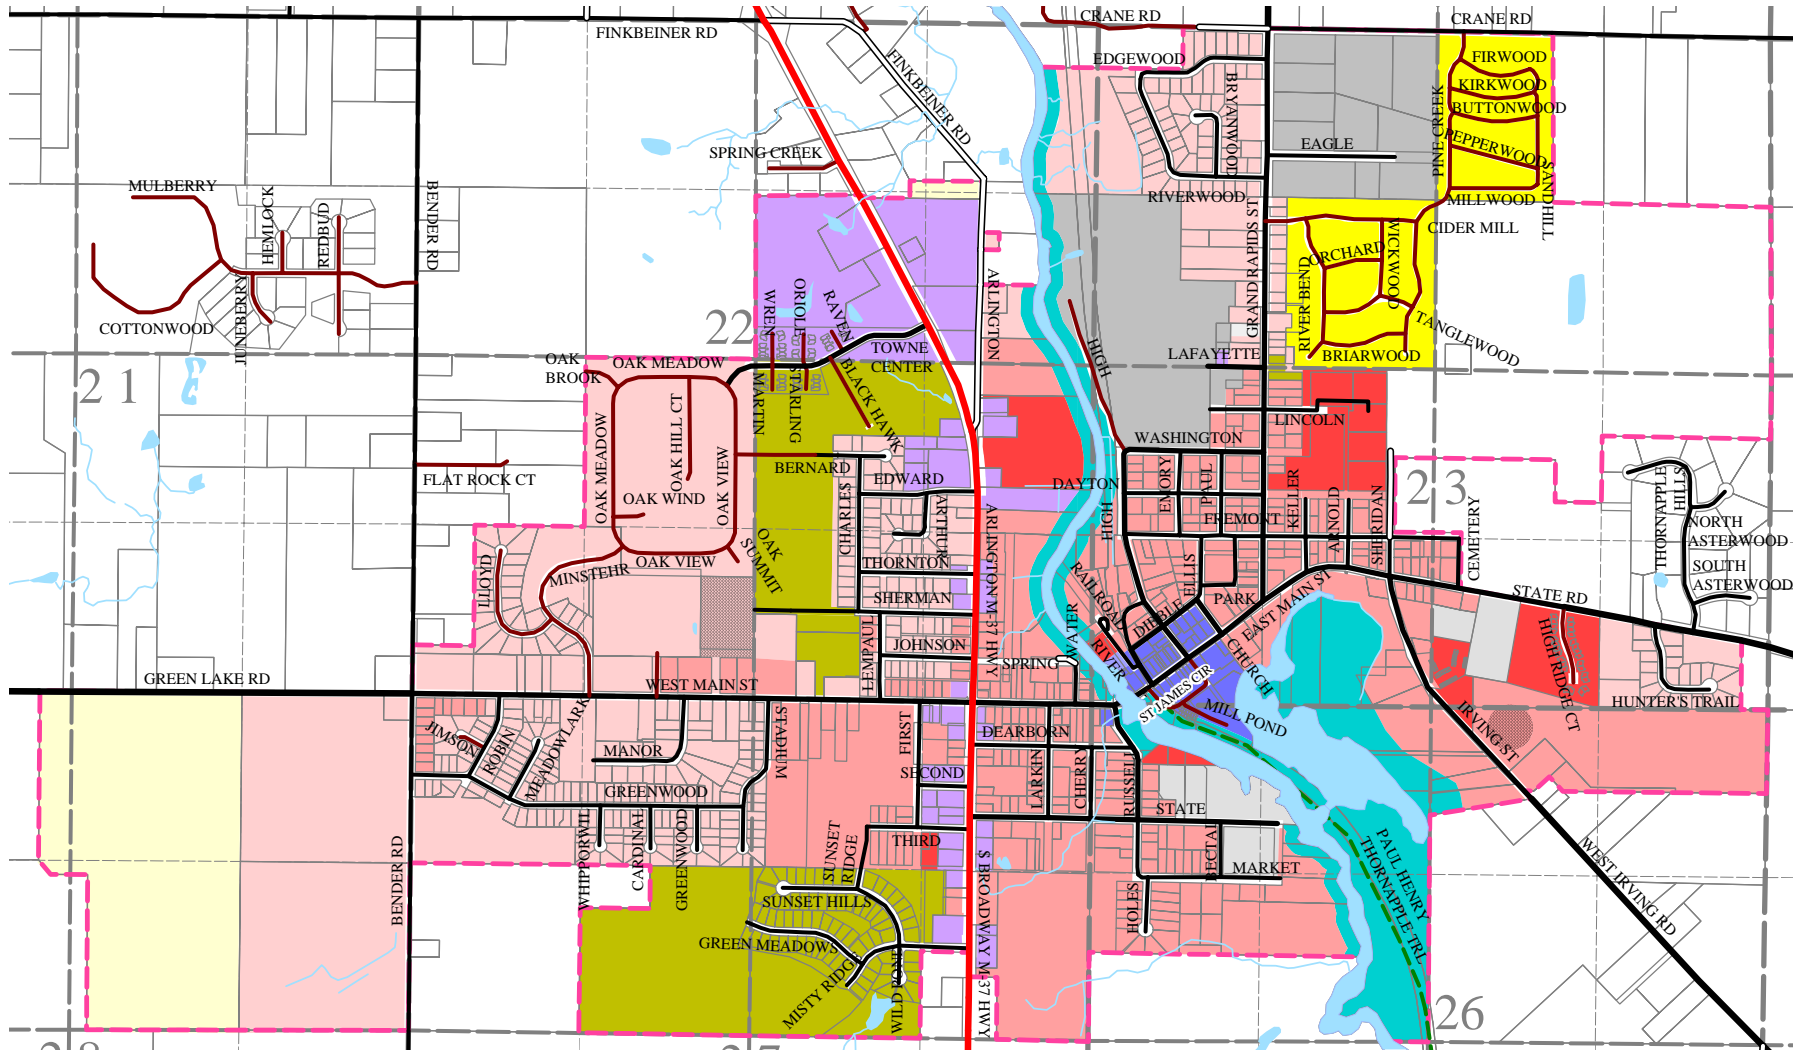 CRANE RD
CRANE RD
FINKBEINER RD
FINKBEINER RD
EDGEWOOD
BRYANWOOD
FIRWOOD
KIRKWOOD
BUTTONWOOD
PINE CREEK
PEPPERWOOD
SANDHILL
EAGLE
SPRING CREEK
MULBERRY
HEMLOCK
REDBUD
BENDER RD
RIVERWOOD
MILLWOOD
CIDER MILL
GRAND RAPIDS ST
ORCHARD
WICKWOOD
RIVER BEND
TANGLEWOOD
BRIARWOOD
COTTONWOOD
JUNEBERRY
WREN
ORIOLE
RAVEN
ARLINGTON
22
TOWNE
CENTER
HIGH
LAFAYETTE
21
OAK
BROOK
OAK MEADOW
MARTIN
STARLING
BLACK HAWK
OAK MEADOW
OAK HILL CT
OAK VIEW
LINCOLN
WASHINGTON
BERNARD
EDWARD
FLAT ROCK CT
OAK WIND
CHARLES
ARTHUR
DAYTON
EMORY
PAUL
KELLER
ARNOLD
SHERIDAN
23
CEMETERY
THORNAPPLE
HILLS
NORTH
ASTERWOOD
SOUTH
ASTERWOOD
THORNAPPLE
FREMONT
HIGH
ARLINGTON M-37 HWY
OAK
SUMMIT
OAK VIEW
MINSTEHR
LLOYD
THORNTON
SHERMAN
JOHNSON
LEMPAUL
RAILROAD
ELLIS
PARK
DIBBLE
EAST MAIN ST
WATER
SPRING
RIVER
CHURCH
STATE RD
HIGH RIDGE CT
HUNTER'S TRAIL
ST JAMES CIR
MILL POND
IRVING ST
GREEN LAKE RD
WEST MAIN ST
JIMSON
ROBIN
MEADOWLARK
MANOR
STADIUM
FIRST
DEARBORN
SECOND
LARKIN
CHERRY
RUSSELL
STATE
GREENWOOD
WHIPPORWIL
CARDINAL
GREENWOOD
THIRD
SUNSET
RIDGE
BECTAL
MARKET
HOLES
PAUL HENRY
THORNAPPLE TRL
WEST IRVING RD
BENDER RD
SUNSET HILLS
GREEN MEADOWS
MISTY RIDGE
WILD POND
S BROADWAY M-37 HWY
26
28
27